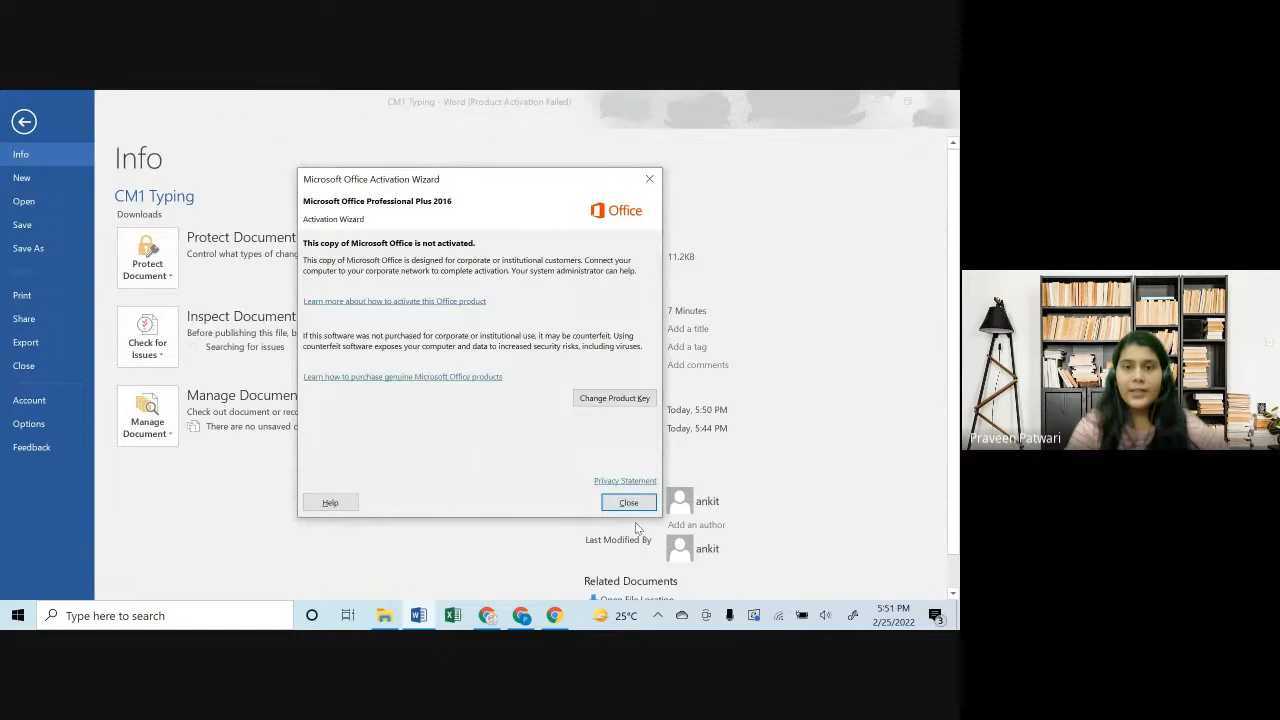 CM1 Typing - Word (Product Activation Failed)
Info
New
Open
Save
Save As
Print
Share
Export
Close
Account
Options
Feedback
Info
CM1 Typing
Downloads
Protect
Document
Protect Document
Control what types of chang
Check for
Issues
Inspect Document
Before publishing this file, b
Searching for issues
Manage
Document
Manage Documen
Check out document or reco
There are no unsaved c
Microsoft Office Activation Wizard
Microsoft Office Professional Plus 2016
Activation Wizard
Office
This copy of Microsoft Office is not activated.
This copy of Microsoft Office is designed for corporate or institutional customers. Connect your
computer to your corporate network to complete activation. Your system administrator can help.
Learn more about how to activate this Office product
If this software was not purchased for corporate or institutional use, it may be counterfeit. Using
counterfeit software exposes your computer and data to increased security risks, including viruses.
Learn how to purchase genuine Microsoft Office products
Change Product Key
Privacy Statement
Help
Close
11.2KB
7 Minutes
Add a title
Add a tag
Add comments
Today, 5:50 PM
Today, 5:44 PM
ankit
Add an author
Last Modified By
ankit
Related Documents
Open File Location
Praveen Patwari
Type here to search
25°C
5:51 PM
2/25/2022
3